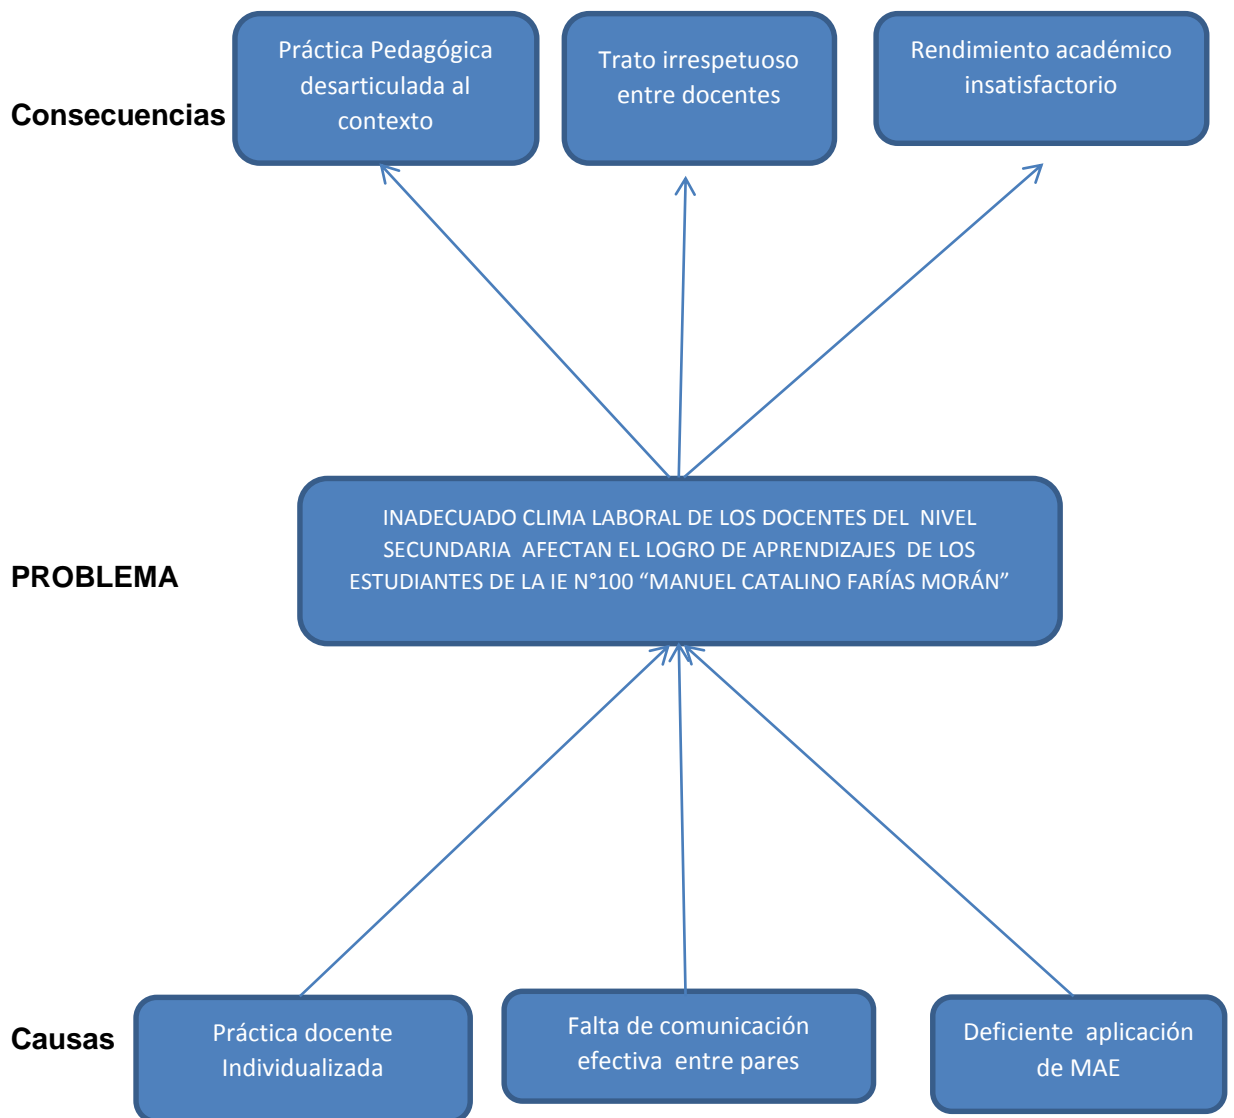 Práctica Pedagógica
desarticulada al
contexto
Trato irrespetuoso
entre docentes
Rendimiento académico
insatisfactorio
Consecuencias
INADECUADO CLIMA LABORAL DE LOS DOCENTES DEL NIVEL
SECUNDARIA AFECTAN EL LOGRO DE APRENDIZAJES DE LOS
ESTUDIANTES DE LA IE N°100 “MANUEL CATALINO FARÍAS MORÁN”
PROBLEMA
Causas
Práctica docente
Individualizada
Falta de comunicación
efectiva entre pares
Deficiente aplicación
de MAE